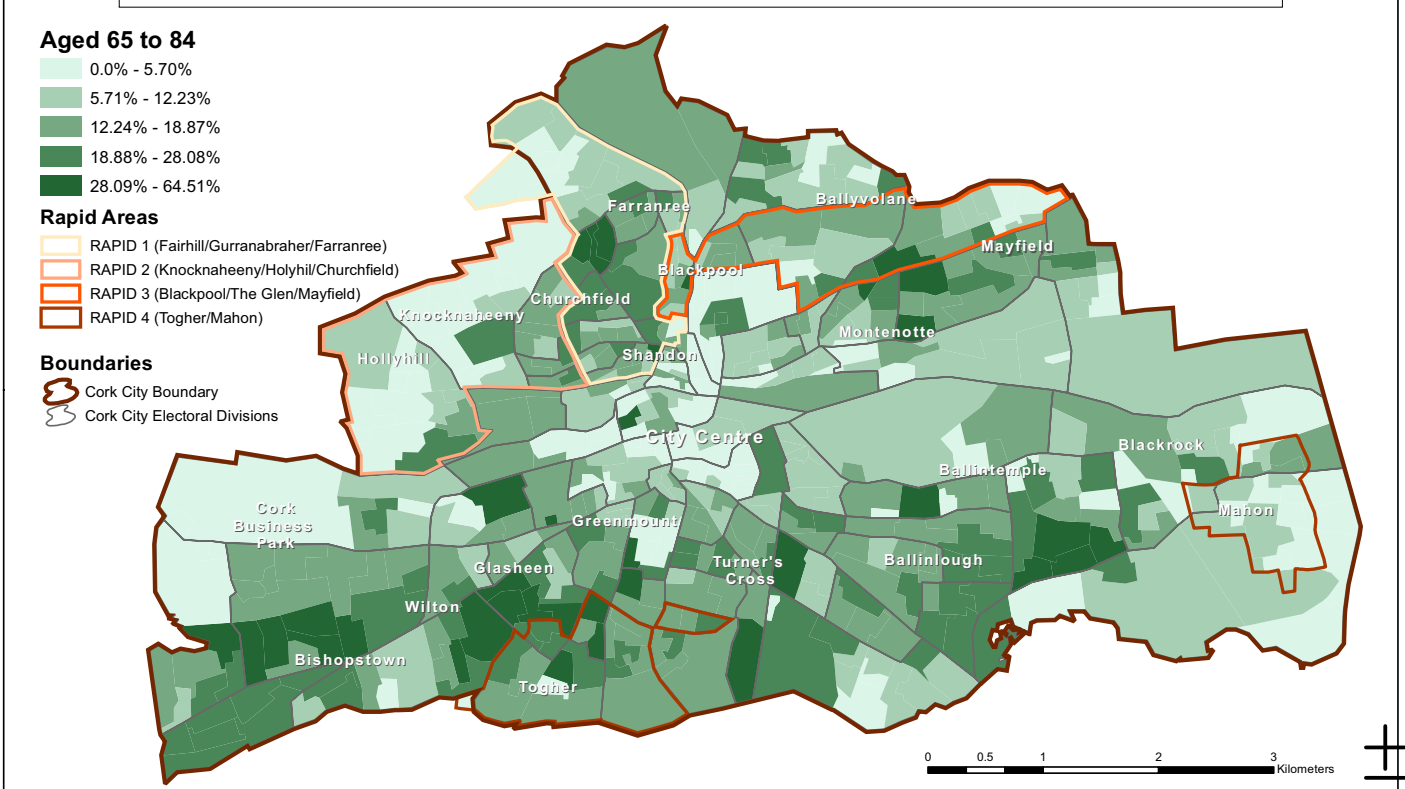 Aged 65 to 84
0.0% - 5.70%
5.71% - 12.23%
12.24% - 18.87%
18.88% - 28.08%
28.09% - 64.51%
Rapid Areas
RAPID 1 (Fairhill/Gurranabraher/Farranree)
RAPID 2 (Knocknaheeny/Holyhil/Churchfield)
RAPID 3 (Blackpool/The Glen/Mayfield)
RAPID 4 (Togher/Mahon)
Boundaries
Cork City Boundary
Cork City Electoral Divisions
Farranree
Ballyvolane
Mayfield
Blackpool
Churchfield
Knocknaheeny
Montenotte
Hollyhill
Shandon
City Centre
Blackrock
Ballintemple
Cork
Business
Park
Greenmount
Mahon
Glasheen
Turner's
Cross
Ballinlough
Wilton
Bishopstown
Togher
0 0.5 1 2 3
Kilometers